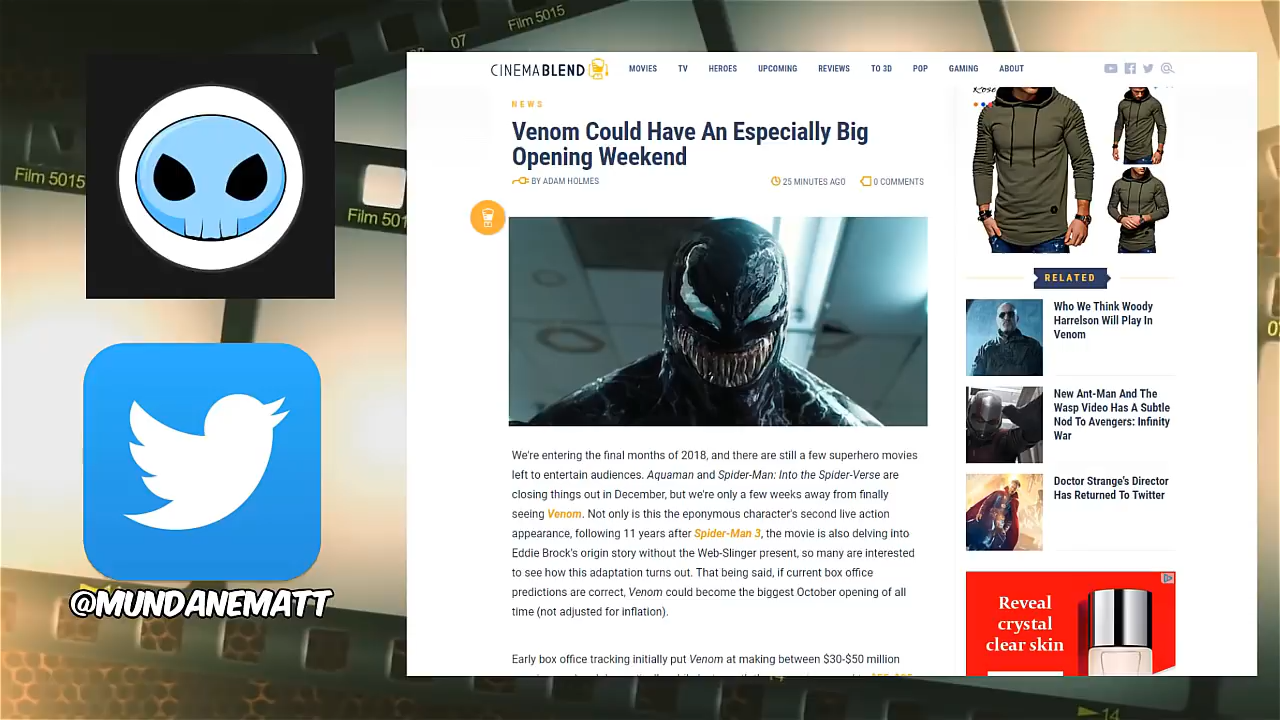 Film 5015
07
Film 5015
Film 501
@MUNDANEMATT
14
CINEMABLEND
MOVIES TV HEROES UPCOMING REVIEWS TO 3D POP GAMING ABOUT
NEWS
Venom Could Have An Especially Big
Opening Weekend
BY ADAM HOLMES
25 MINUTES AGO
0 COMMENTS
We're entering the final months of 2018, and there are still a few superhero movies
left to entertain audiences. Aquaman and Spider-Man: Into the Spider-Verse are
closing things out in December, but we're only a few weeks away from finally
seeing Venom. Not only is this the eponymous character's second live action
appearance, following 11 years after Spider-Man 3, the movie is also delving into
Eddie Brock's origin story without the Web-Slinger present, so many are interested
to see how this adaptation turns out. That being said, if current box office
predictions are correct, Venom could become the biggest October opening of all
time (not adjusted for inflation).
Early box office tracking initially put Venom at making between $30-$50 million
RELATED
Who We Think Woody
Harrelson Will Play In
Venom
New Ant-Man And The
Wasp Video Has A Subtle
Nod To Avengers: Infinity
War
Doctor Strange's Director
Has Returned To Twitter
Reveal
crystal
clear skin
14